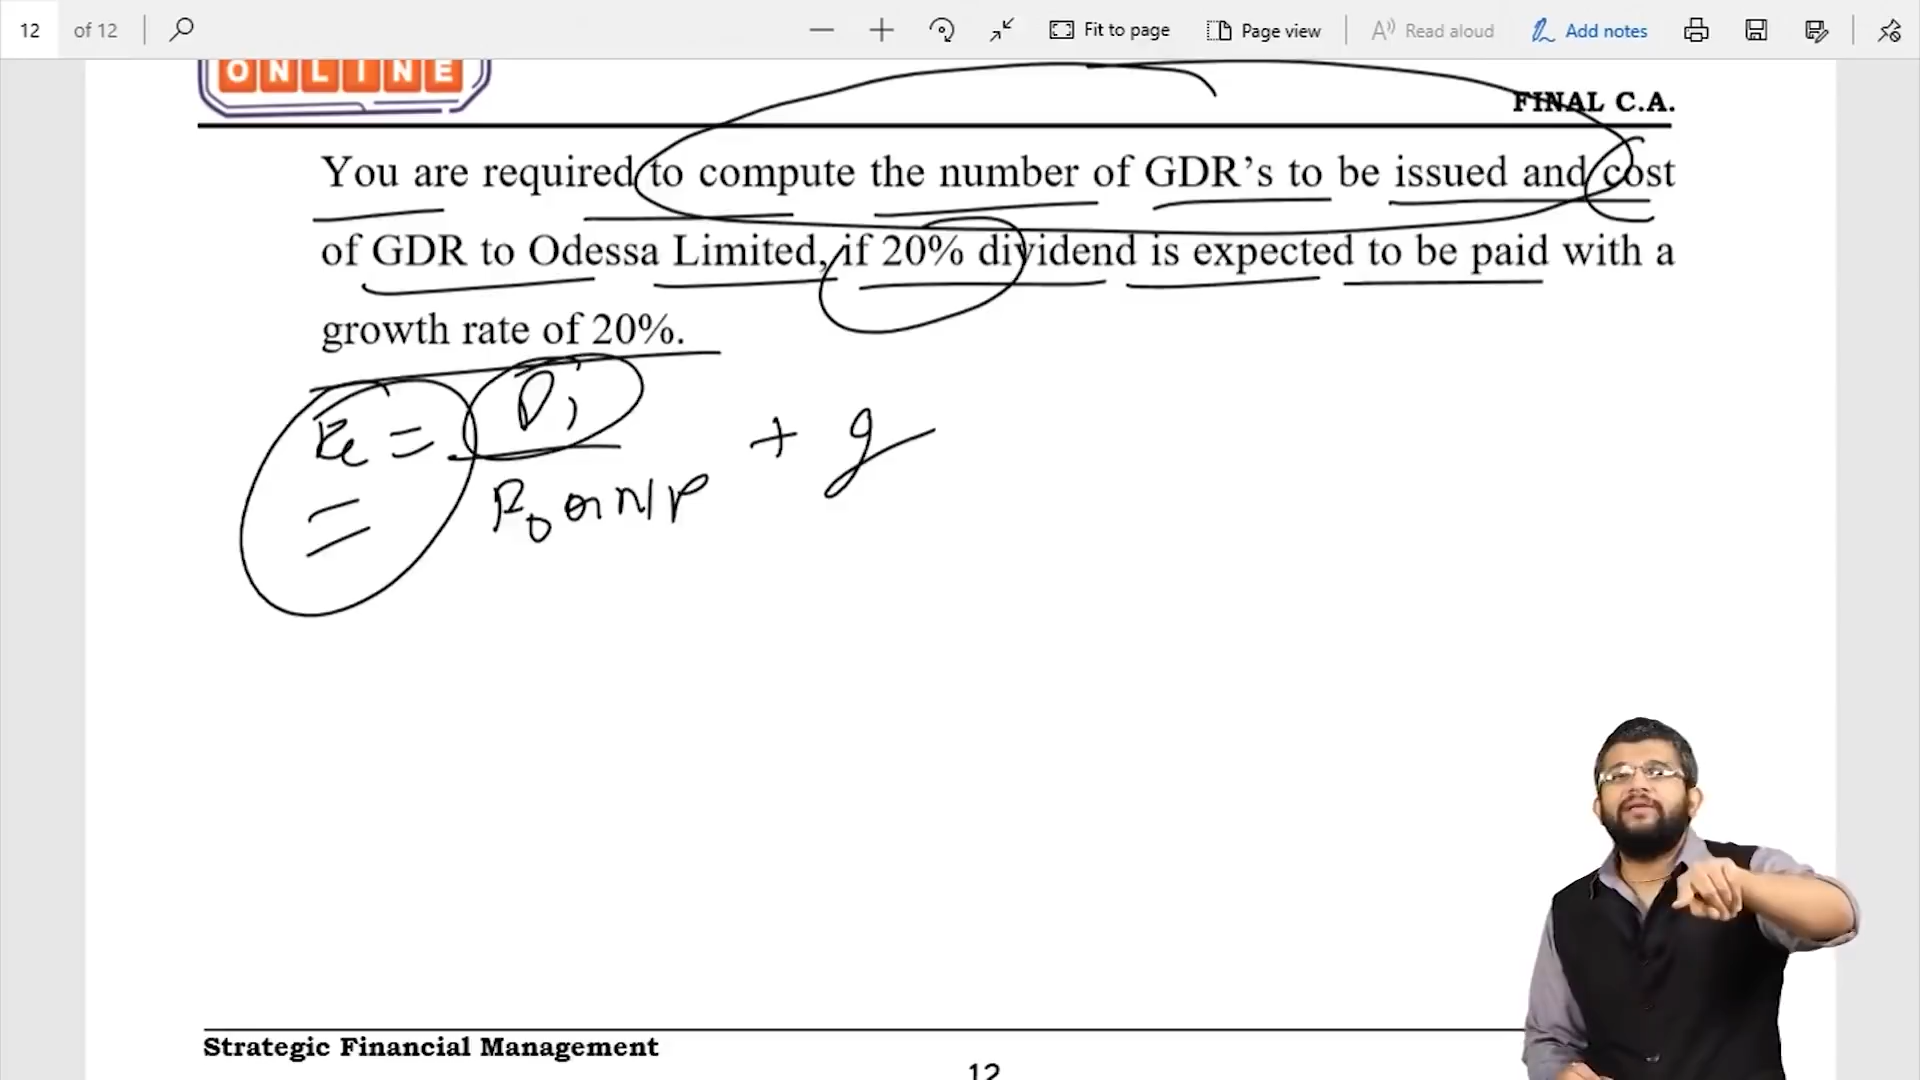 12 of 12 Fit to page Page view Read aloud Add notes
ONLINE
FINAL C.A.
You are required to compute the number of GDR’s to be issued and cost
of GDR to Odessa Limited, if 20% dividend is expected to be paid with a
growth rate of 20%.
Ke = D1 + g
P0 or n/p
=
Strategic Financial Management
12